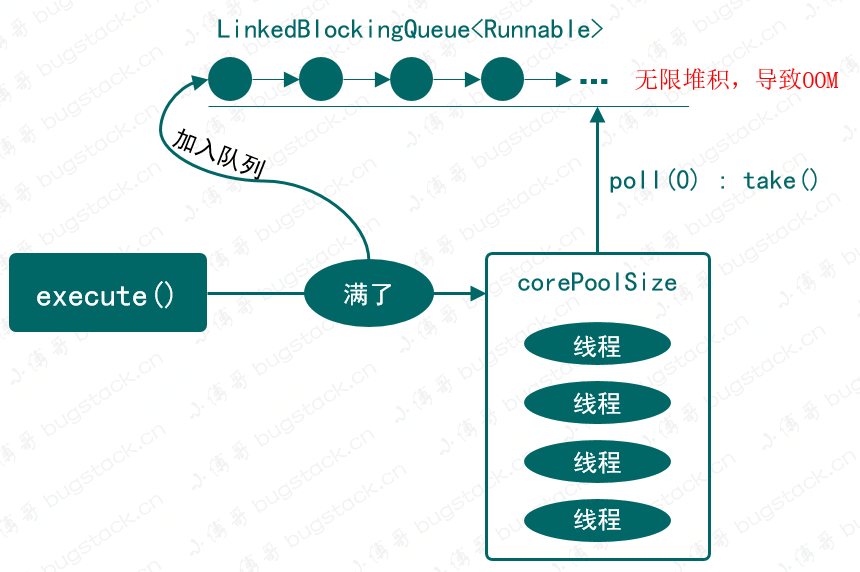 LinkedBlockingQueue<Runnable>
无限堆积，导致OOM
加入队列
poll(0) : take()
execute()
满了
corePoolSize
线程
线程
线程
线程
小傅哥 bugstack.cn